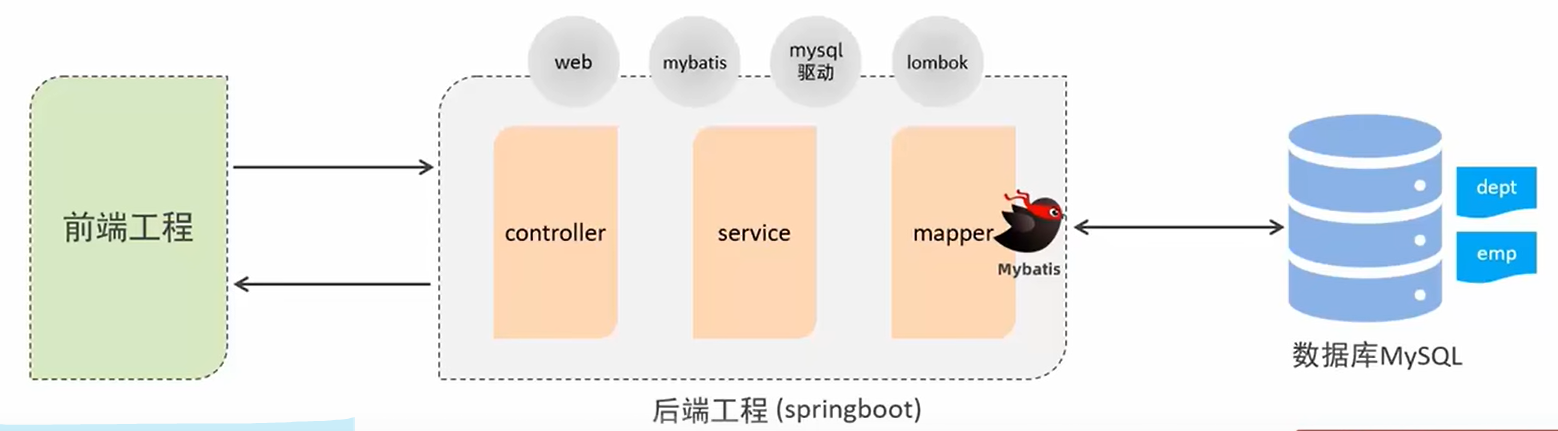 web
mybatis
mysql
驱动
lombok
前端工程
controller
service
mapper
Mybatis
dept
emp
数据库MySQL
后端工程 (springboot)